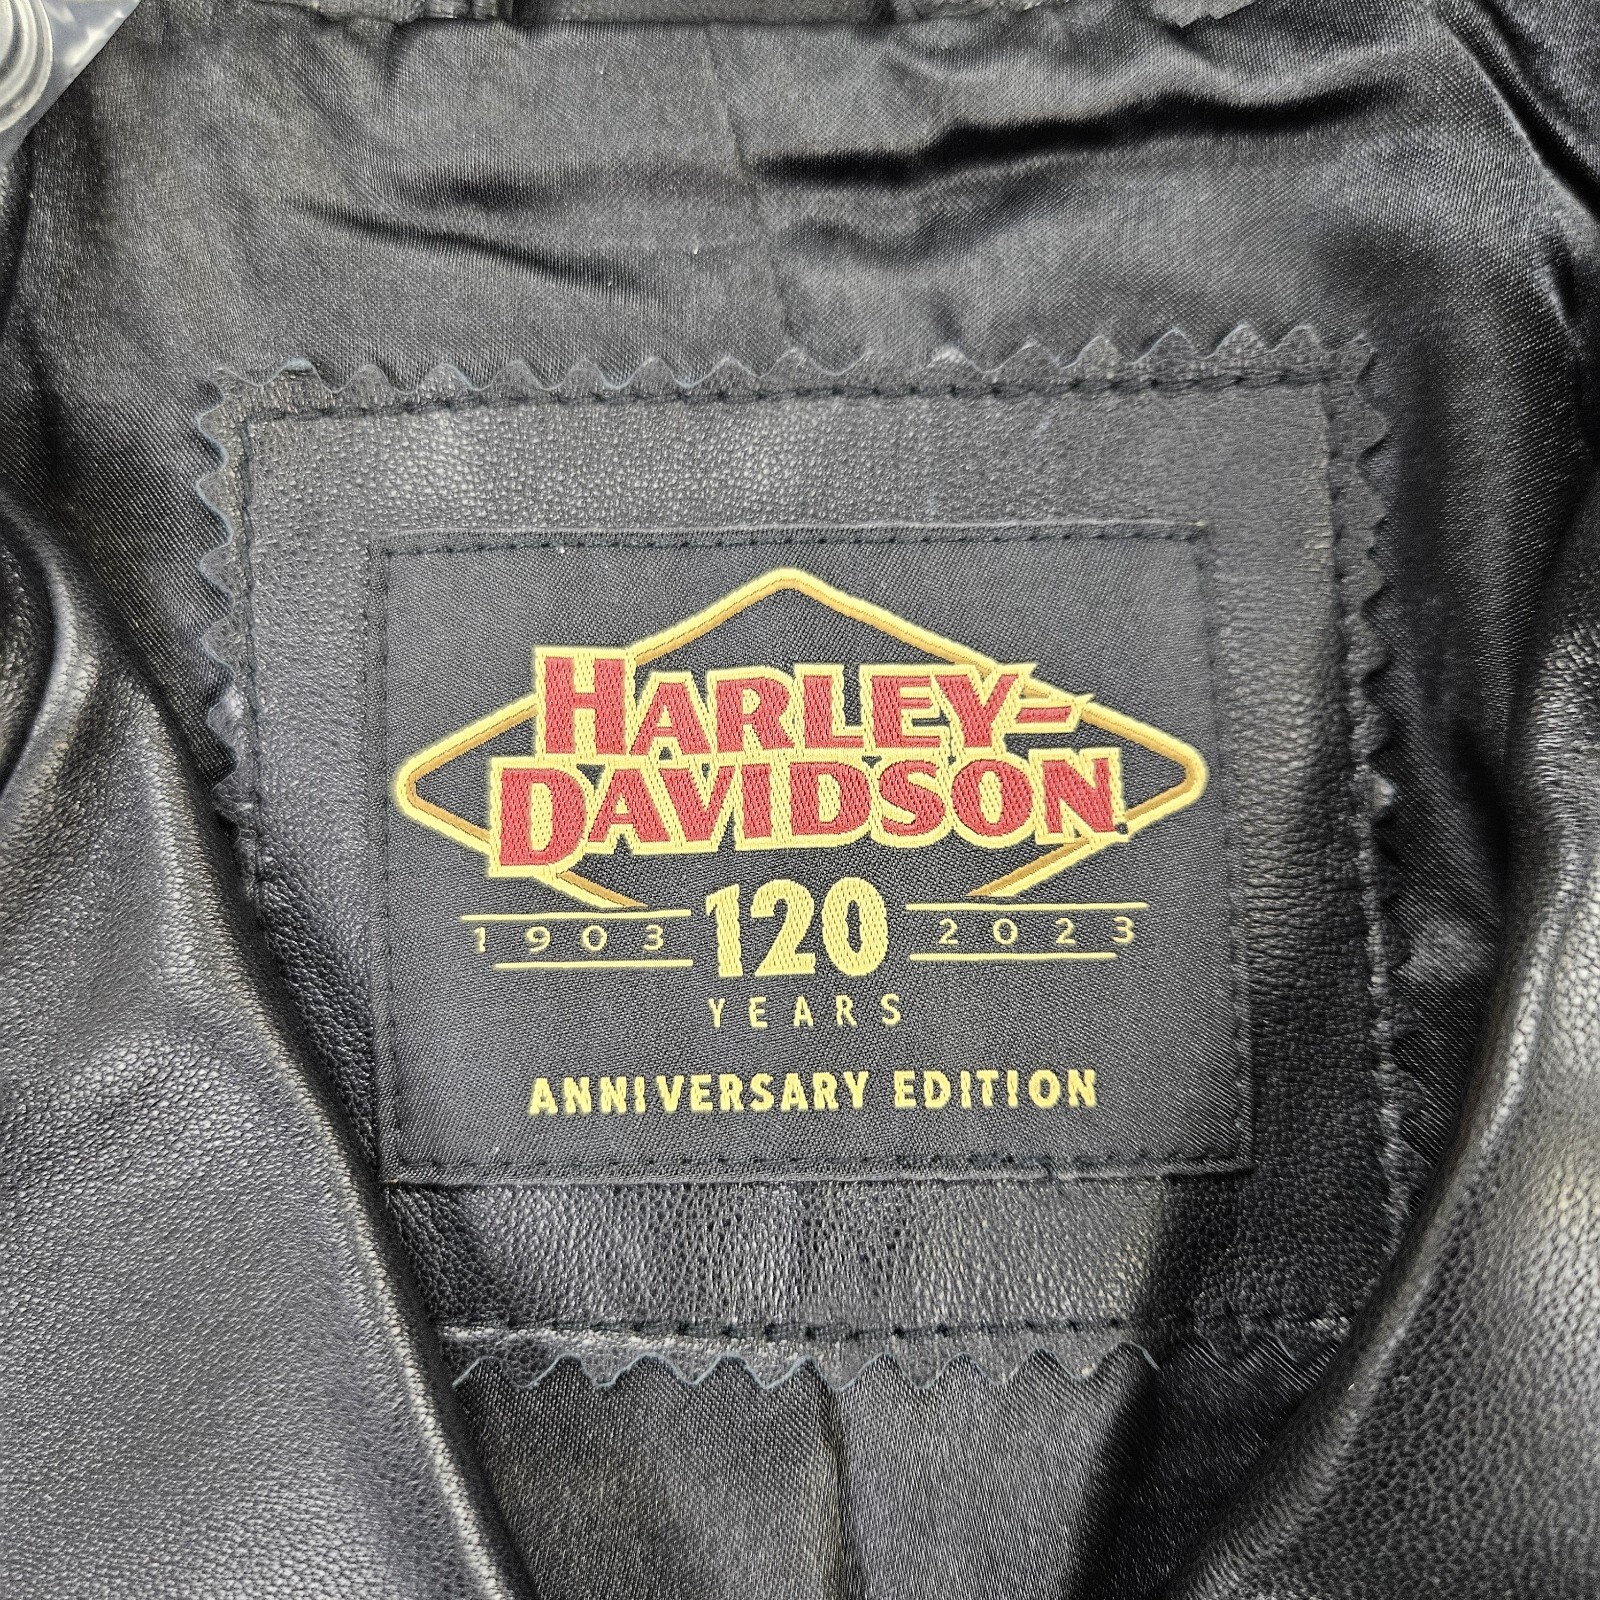 HARLEY-
DAVIDSON
1903 120 2023
YEARS
ANNIVERSARY EDITION